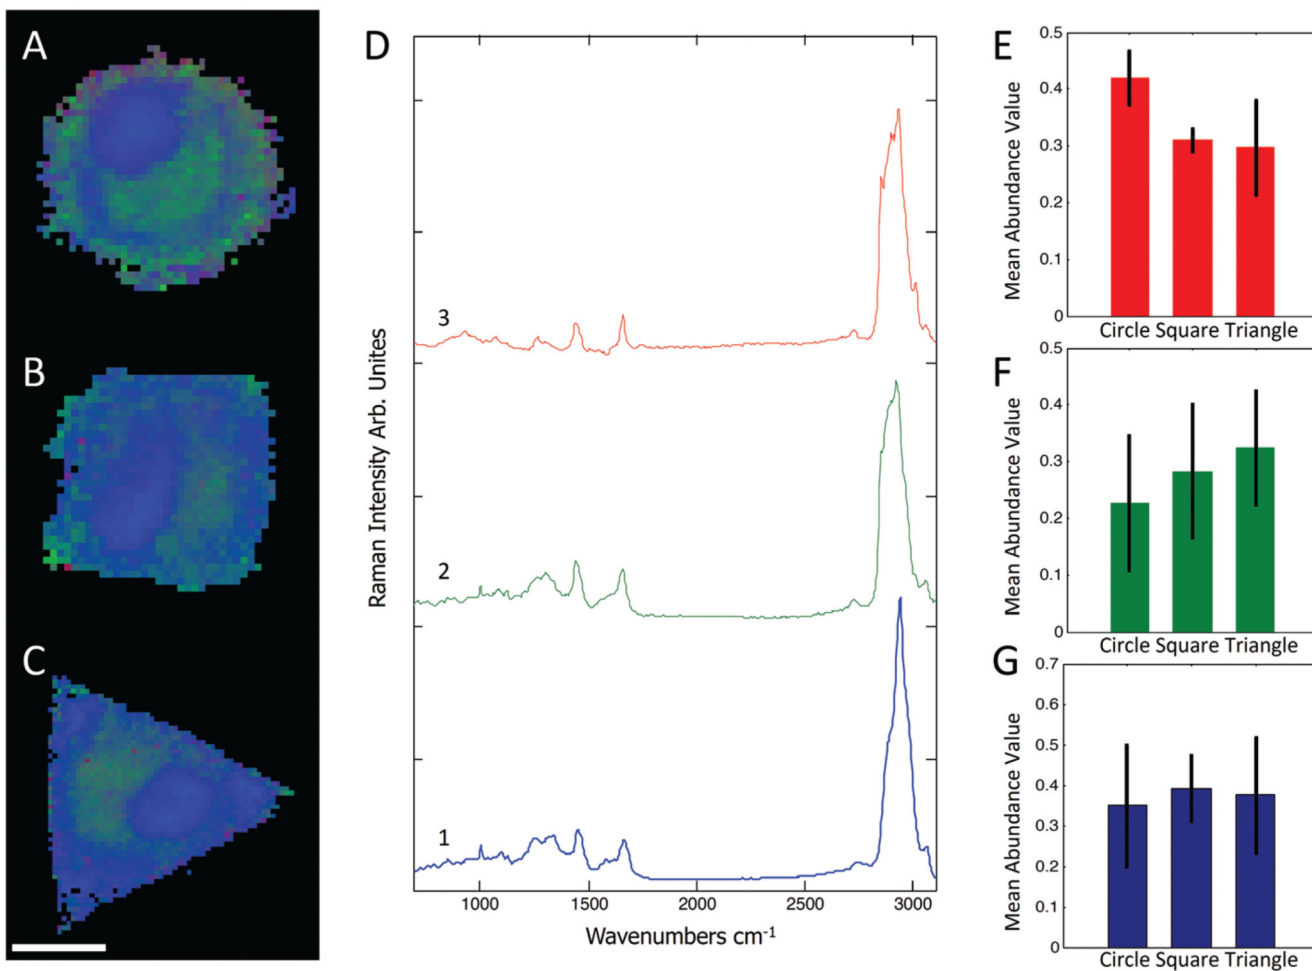 A
B
C
D
Raman Intensity Arb. Unites
3
2
1
1000 1500 2000 2500 3000
Wavenumbers cm-1
E
Mean Abundance Value
0.5
0.4
0.3
0.2
0.1
0
Circle Square Triangle
F
Mean Abundance Value
0.5
0.4
0.3
0.2
0.1
0
Circle Square Triangle
G
Mean Abundance Value
0.7
0.6
0.5
0.4
0.3
0.2
0.1
0
Circle Square Triangle